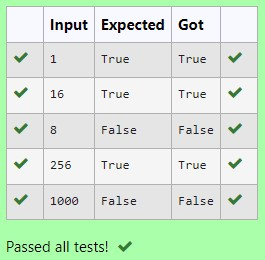 Input Expected Got
1 True True
16 True True
8 False False
256 True True
1000 False False
Passed all tests!